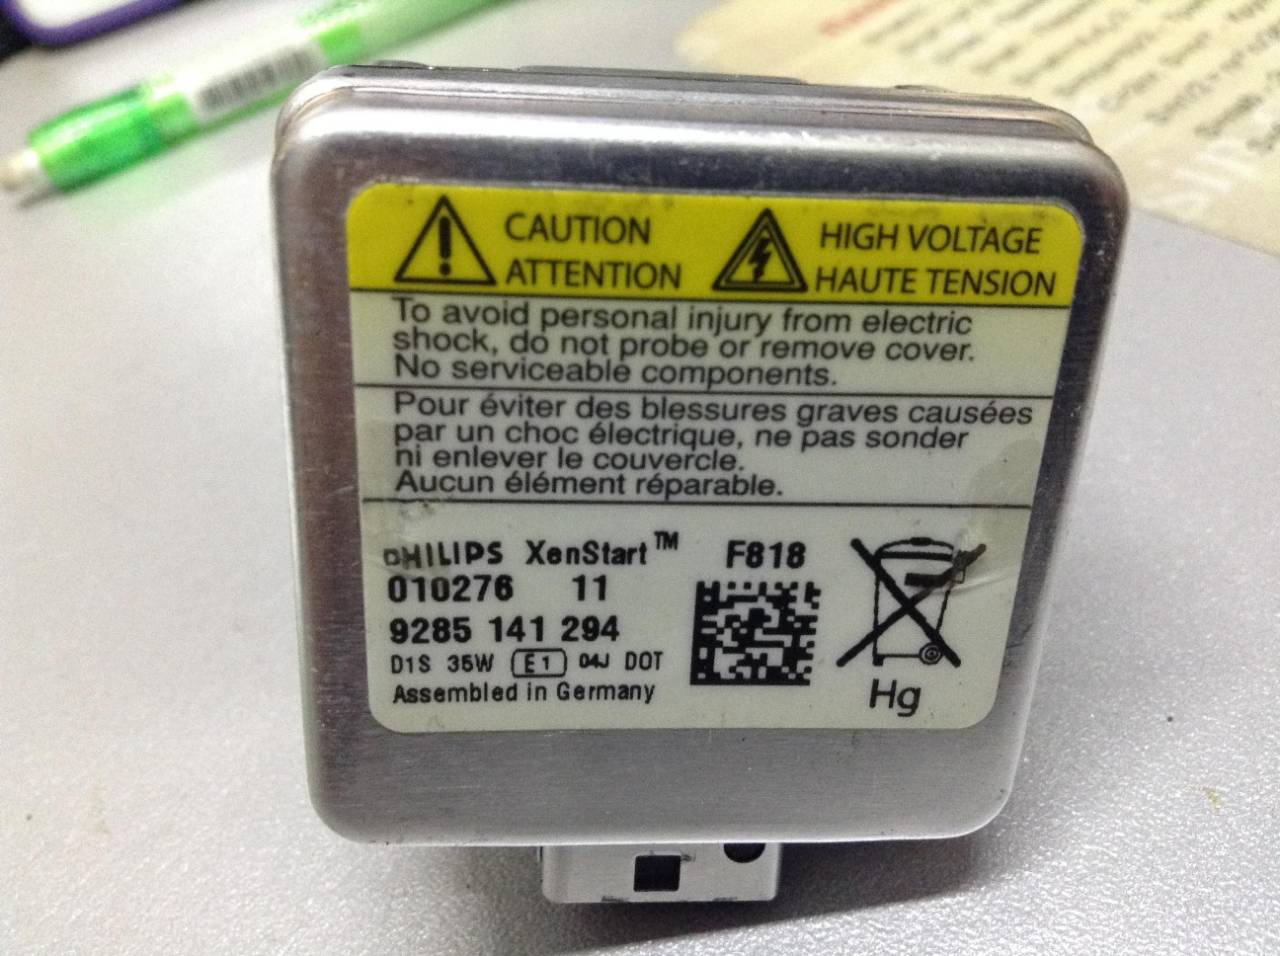 CAUTION
ATTENTION
HIGH VOLTAGE
HAUTE TENSION
To avoid personal injury from electric
shock, do not probe or remove cover.
No serviceable components.
Pour éviter des blessures graves causées
par un choc électrique, ne pas sonder
ni enlever le couvercle.
Aucun élément réparable.
PHILIPS XenStart™ F818
010276 11
9285 141 294
D1S 35W E1 04J DOT
Assembled in Germany
Hg